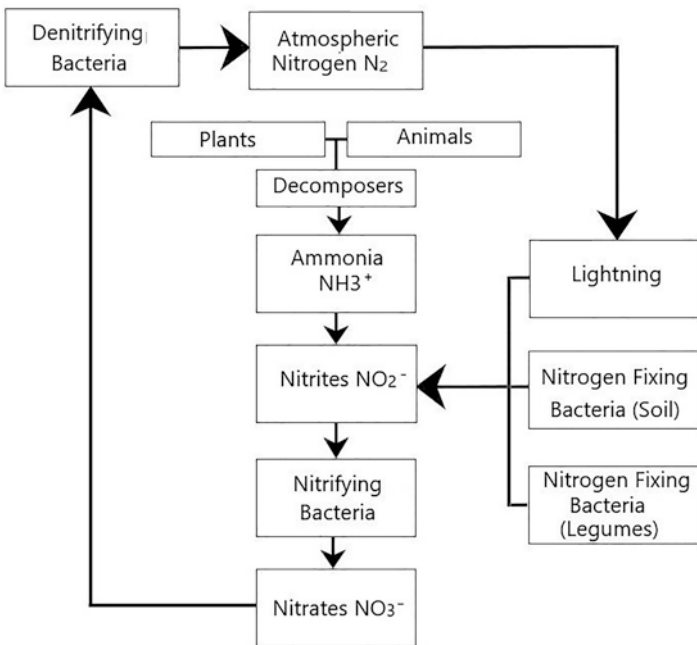 Denitrifying
Bacteria
Atmospheric
Nitrogen N₂
Plants
Animals
Decomposers
Ammonia
NH3⁺
Lightning
Nitrites NO₂⁻
Nitrogen Fixing
Bacteria (Soil)
Nitrifying
Bacteria
Nitrogen Fixing
Bacteria
(Legumes)
Nitrates NO₃⁻